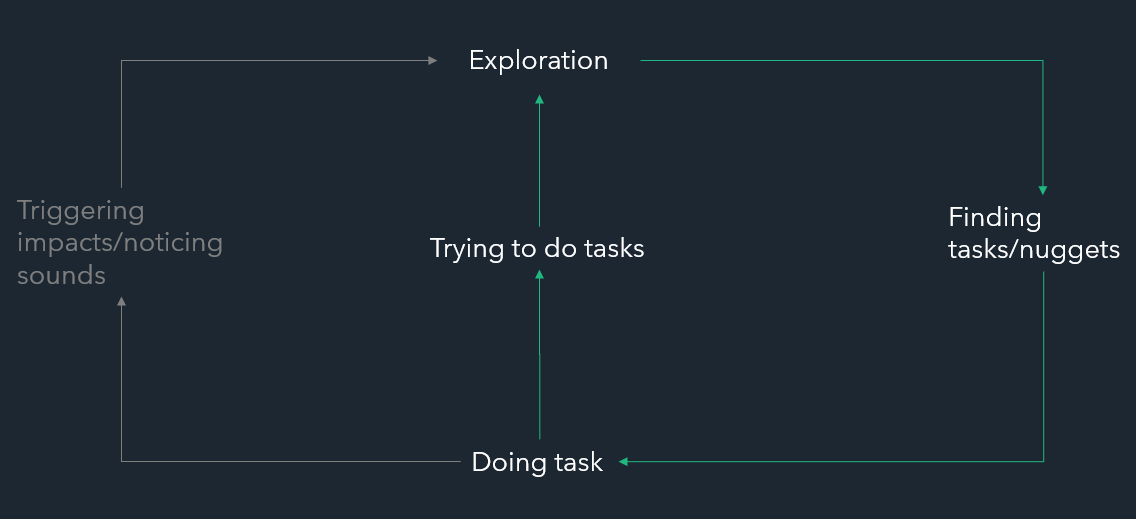 Exploration
Triggering
impacts/noticing
sounds
Trying to do tasks
Finding
tasks/nuggets
Doing task